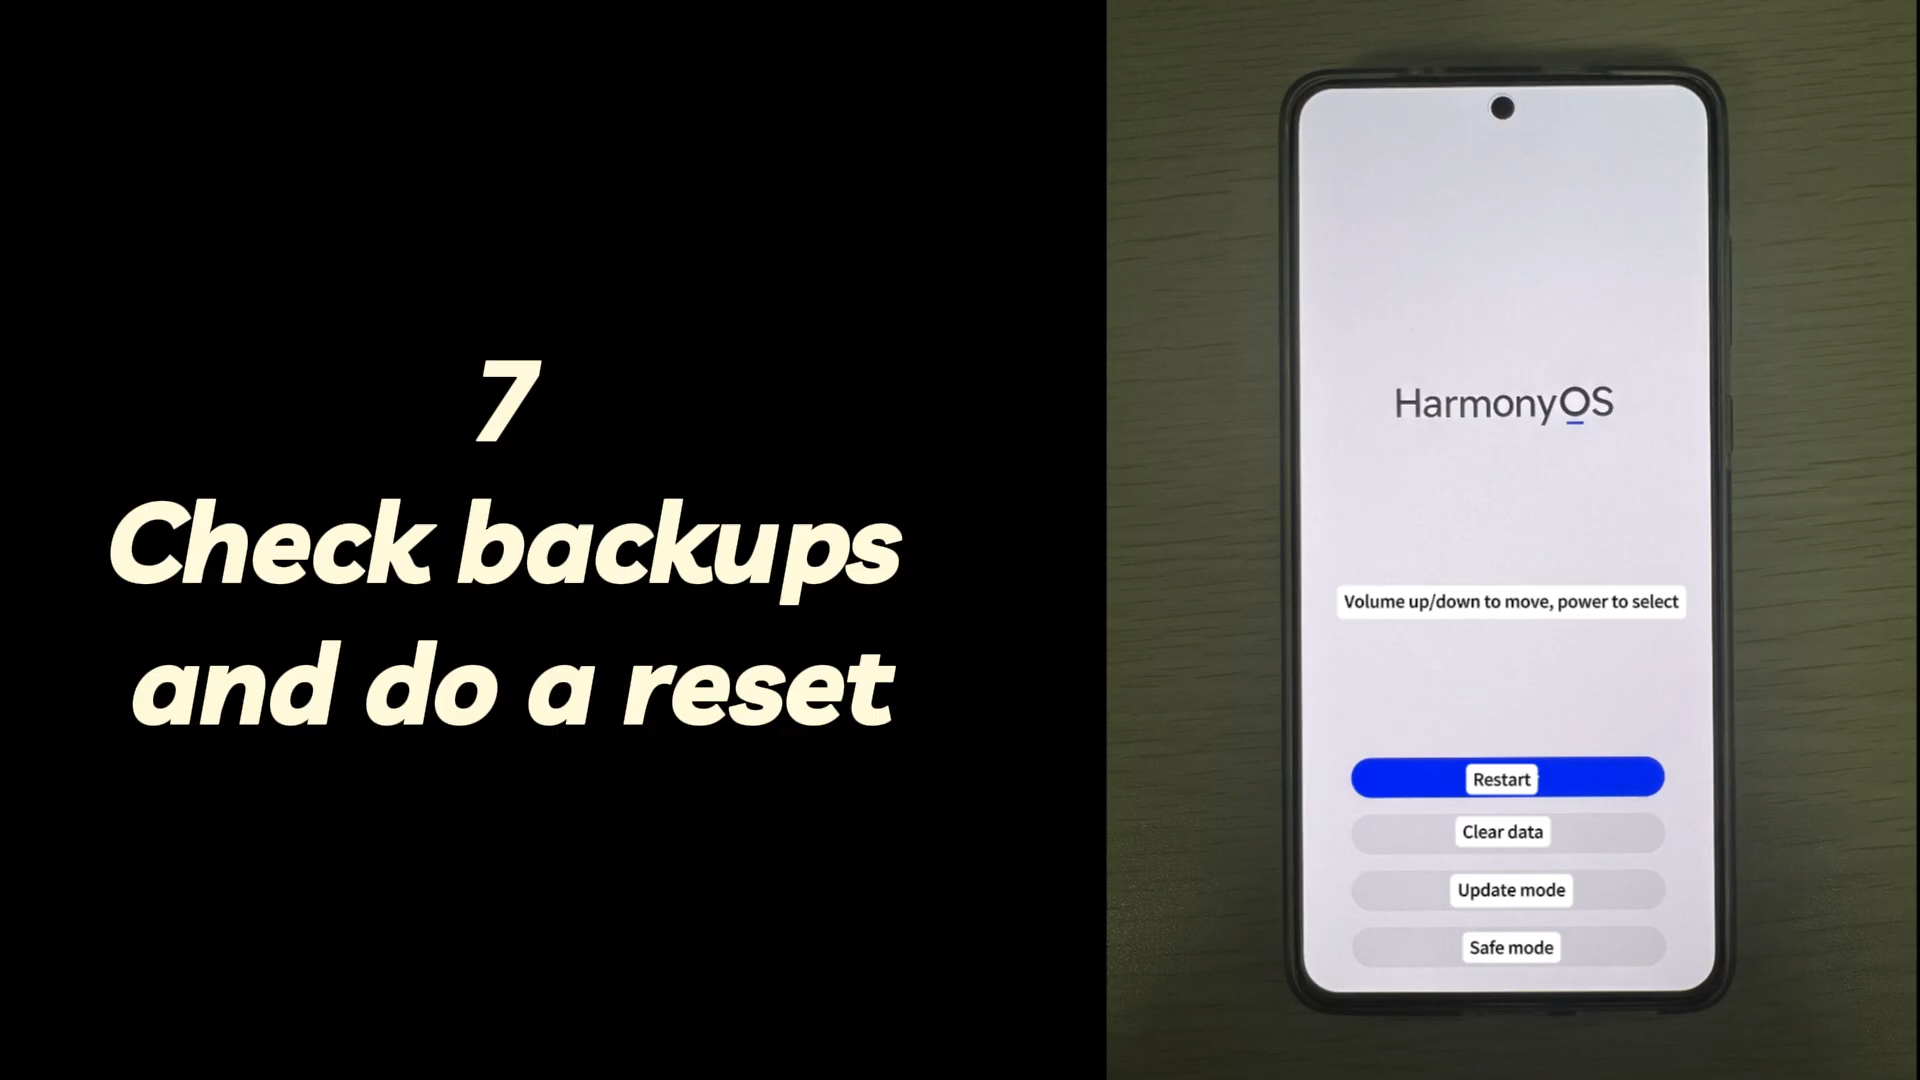 7
Check backups
and do a reset
HarmonyOS
Volume up/down to move, power to select
Restart
Clear data
Update mode
Safe mode